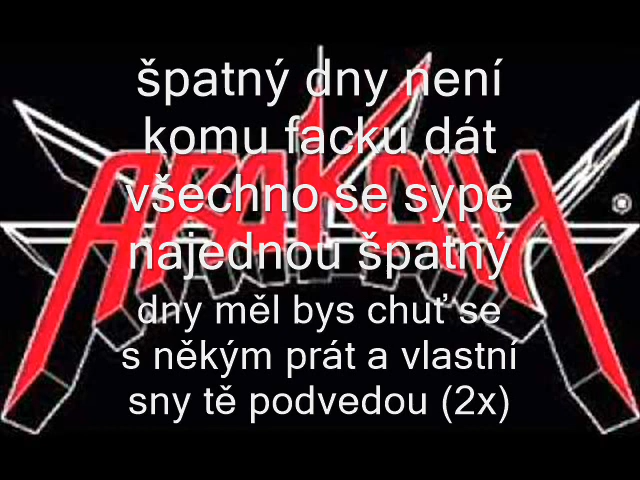 špatný dny není
komu facku dát
všechno se sype
najednou špatný
dny měl bys chuť se
s někým prát a vlastní
sny tě podvedou (2x)
ARAKAIN
®